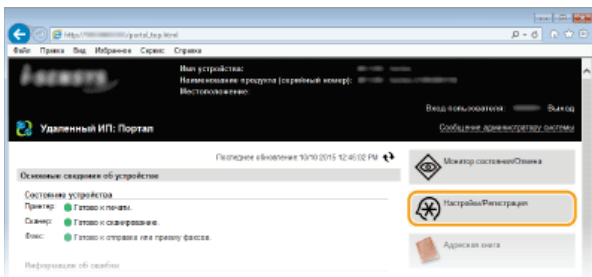 /portal_top.html
Файл Правка Вид Избранное Сервис Справка
Имя устройства:
Наименование продукта (серийный номер):
Местоположение:
Вход пользователя: Выход
Удаленный ИП: Портал
Сообщение администратору системы
Последнее обновление: 10/10 2015 12:45:02 PM
Монитор состояния/Отмена
Основные сведения об устройстве
Состояние устройства
Принтер: Готово к печати.
Настройки/Регистрация
Сканер: Готово к сканированию.
Факс: Готово к отправке или приему факсов.
Адресная книга
Информация об ошибке